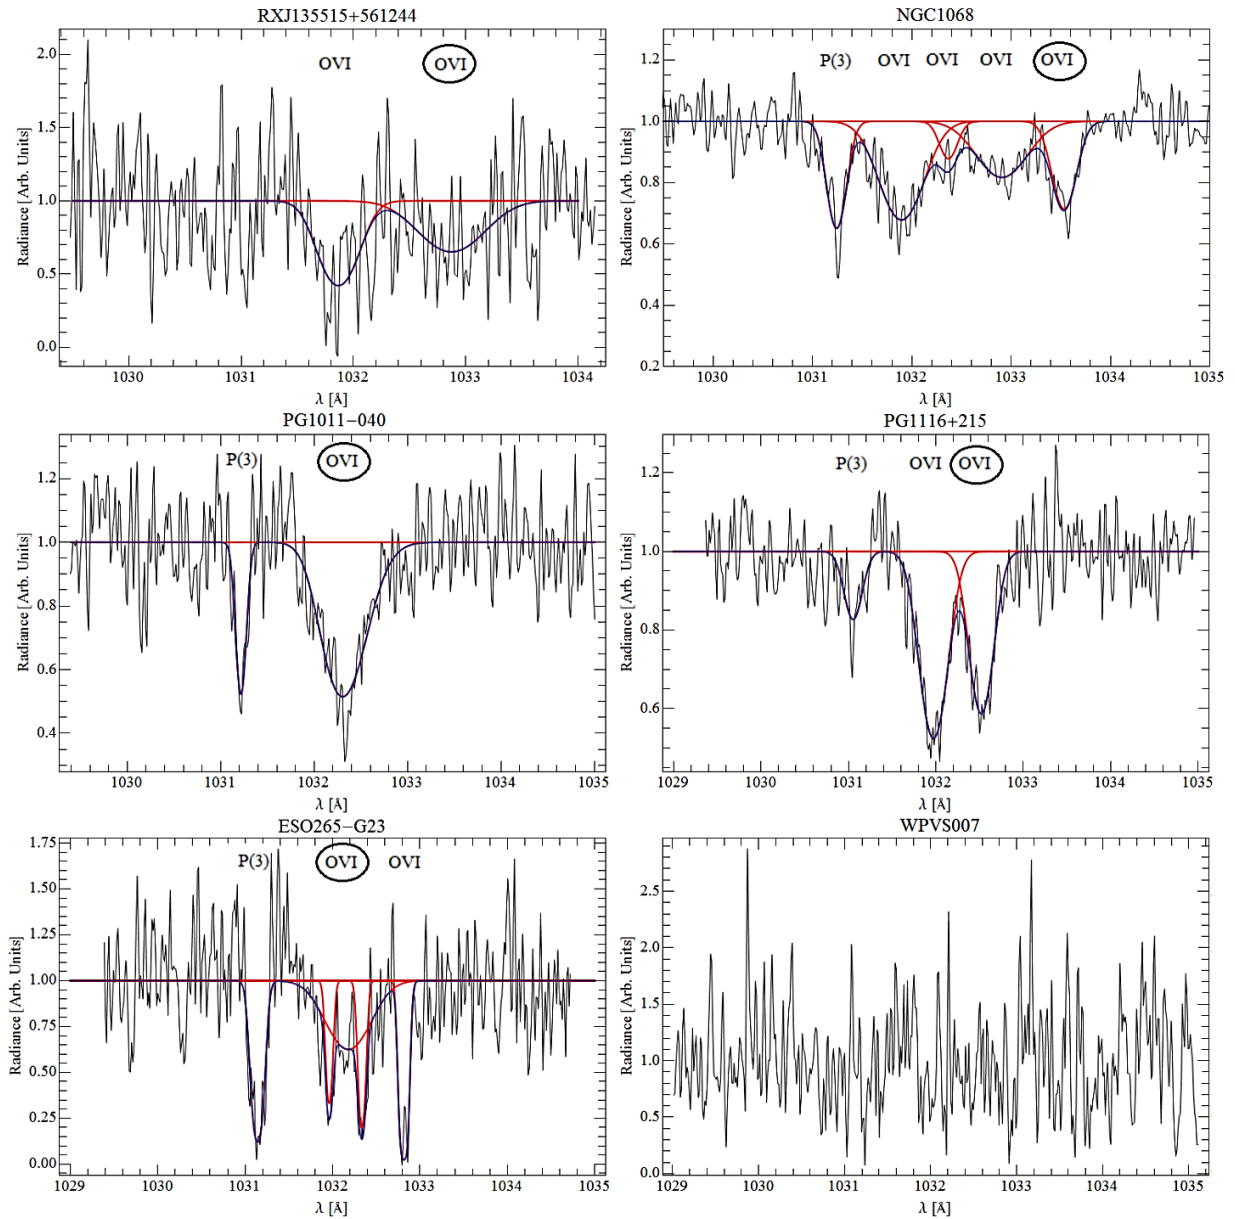 RXJ135515+561244
OVI OVI
Radiance [Arb. Units]
2.0
1.5
1.0
0.5
0.0
1030 1031 1032 1033 1034
λ [Å]
NGC1068
P(3) OVI OVI OVI OVI
Radiance [Arb. Units]
1.2
1.0
0.8
0.6
0.4
0.2
1030 1031 1032 1033 1034 1035
λ [Å]
PG1011−040
P(3) OVI
Radiance [Arb. Units]
1.2
1.0
0.8
0.6
0.4
1030 1031 1032 1033 1034 1035
λ [Å]
PG1116+215
P(3) OVI OVI
Radiance [Arb. Units]
1.2
1.0
0.8
0.6
1029 1030 1031 1032 1033 1034 1035
λ [Å]
ESO265−G23
P(3) OVI OVI
Radiance [Arb. Units]
1.75
1.50
1.25
1.00
0.75
0.50
0.25
0.00
1029 1030 1031 1032 1033 1034 1035
λ [Å]
WPVS007
Radiance [Arb. Units]
2.5
2.0
1.5
1.0
0.5
0.0
1029 1030 1031 1032 1033 1034 1035
λ [Å]